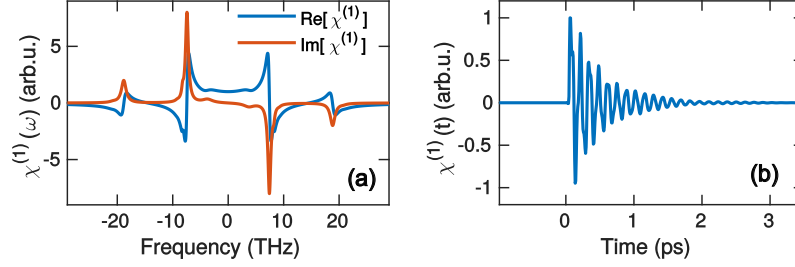 Re[ χ(1)]
Im[ χ(1)]
χ(1)(ω) (arb.u.)
5
0
-5
-20
-10
0
10
20
Frequency (THz)
(a)
χ(1)(t) (arb.u.)
1
0.5
0
-0.5
-1
0
1
2
3
Time (ps)
(b)